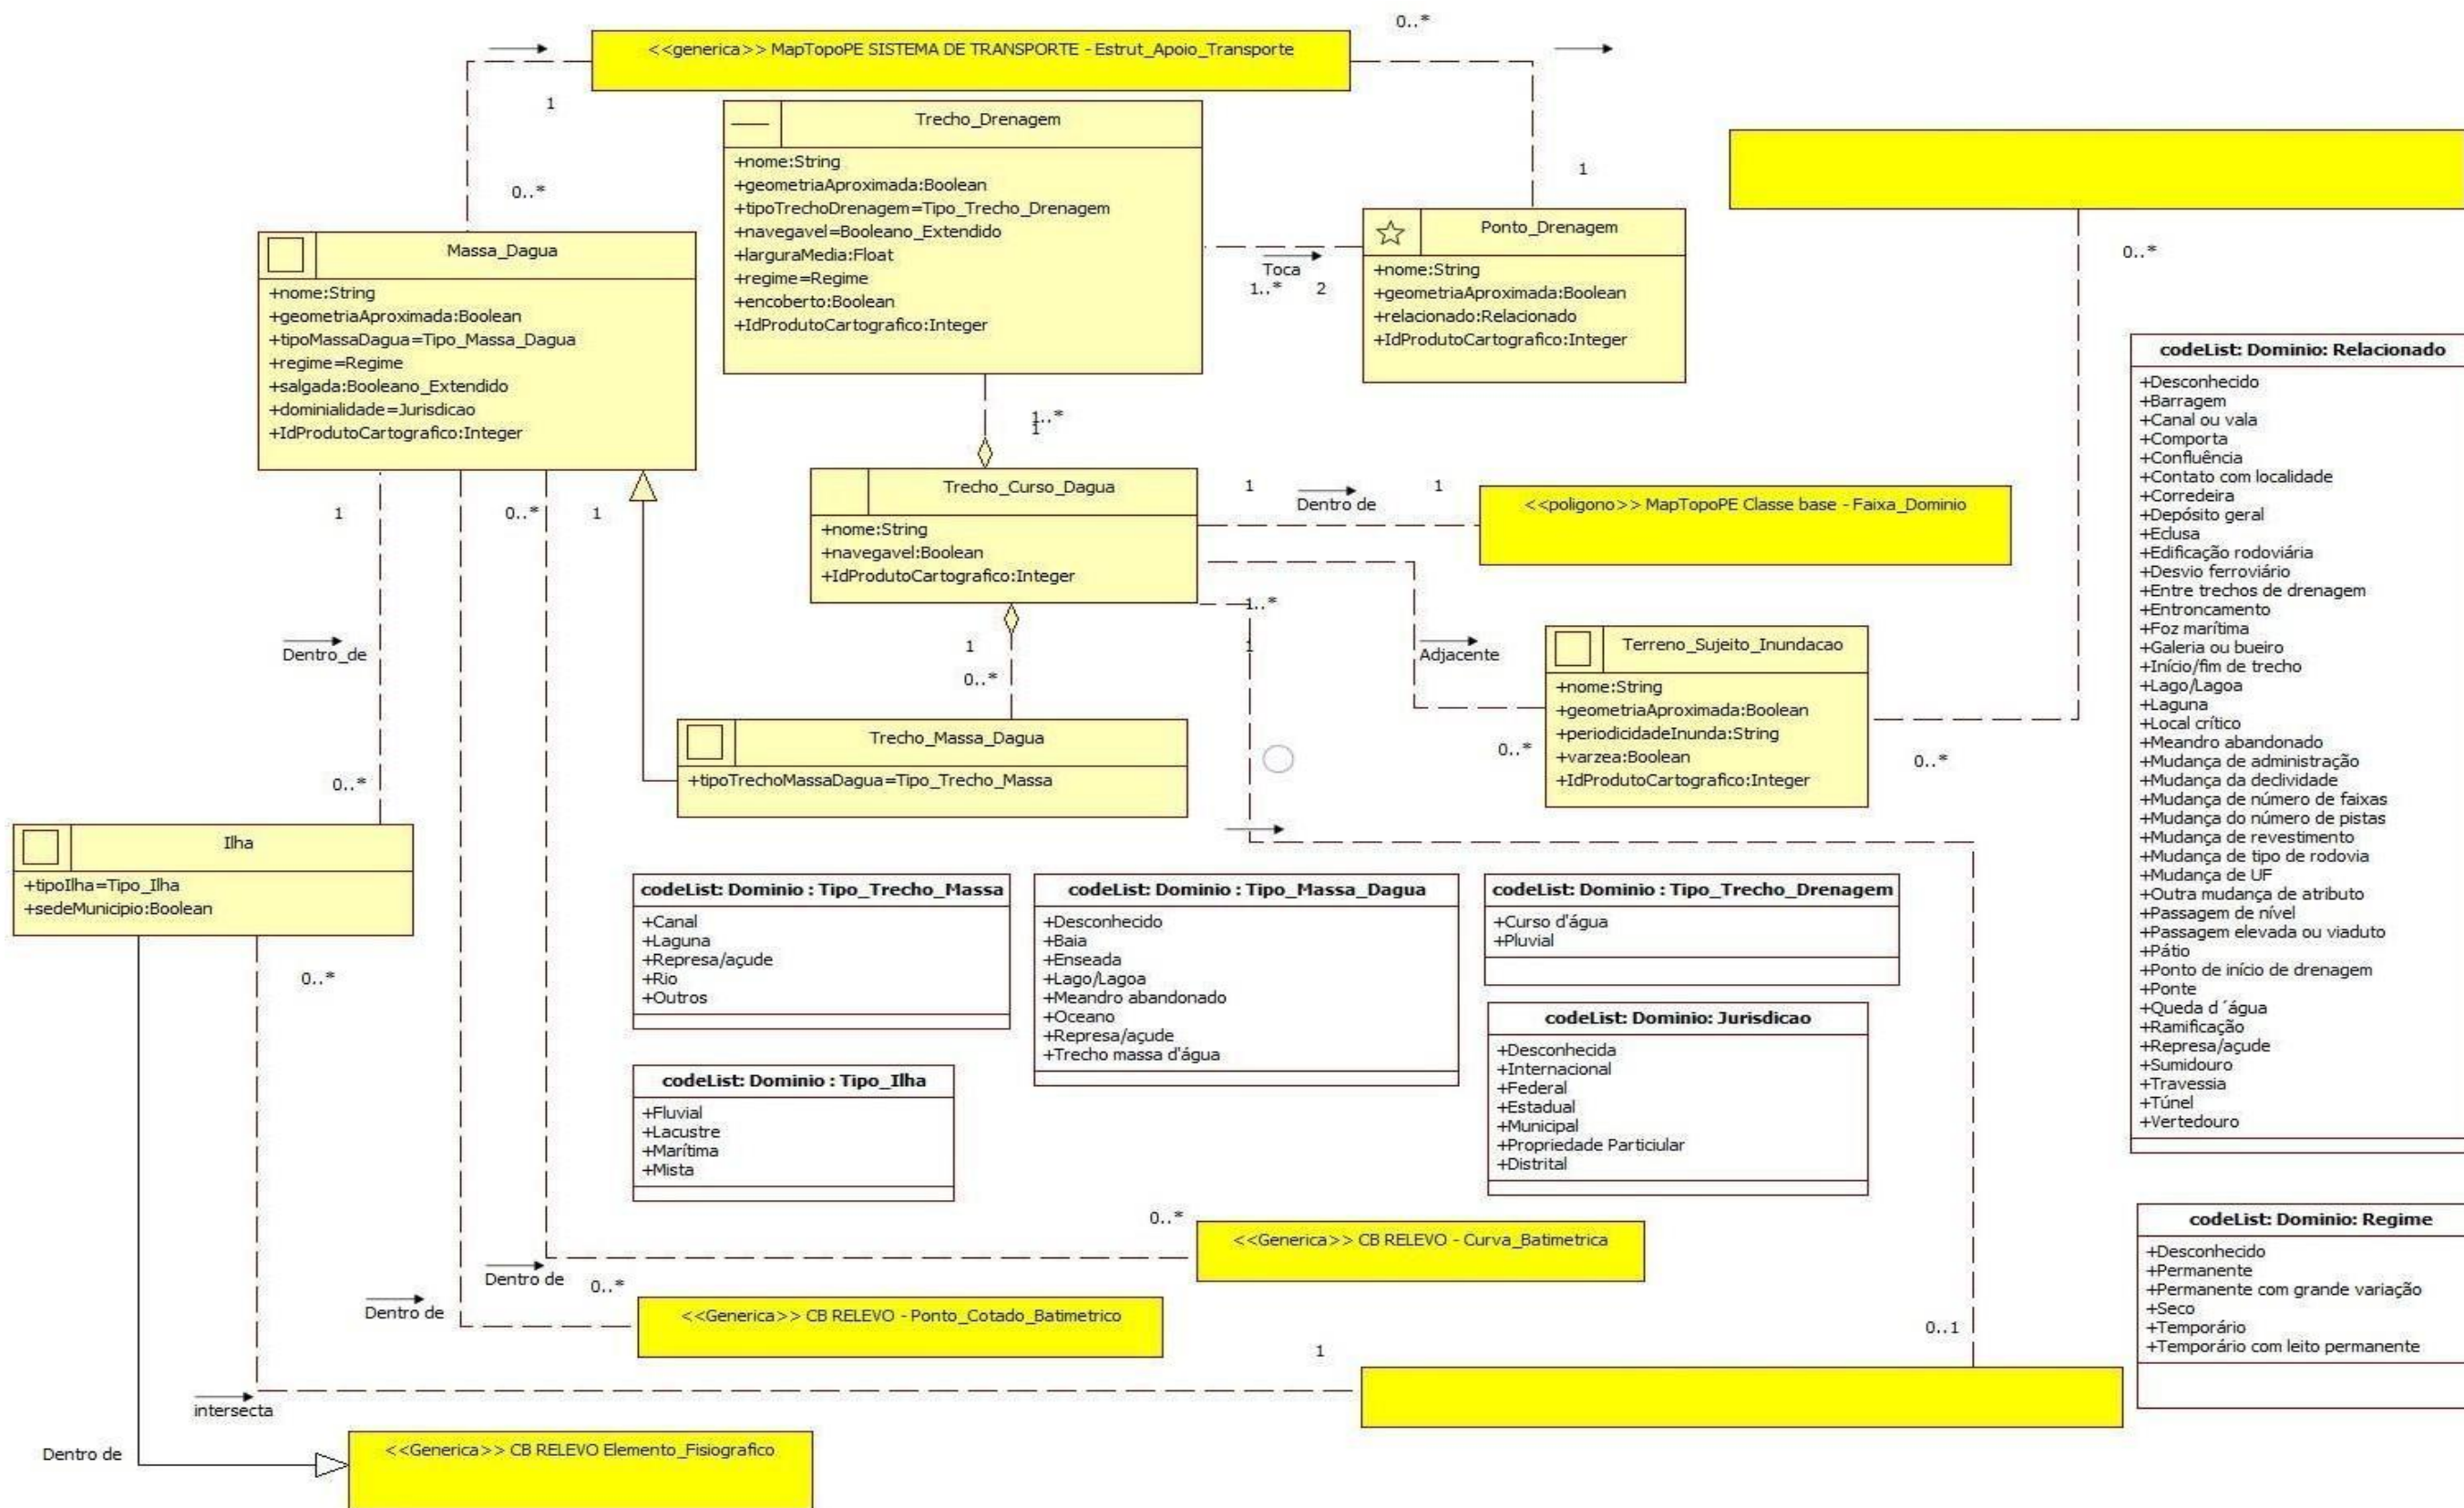 0..*
<<generica>> MapTopoPE SISTEMA DE TRANSPORTE - Estrut_Apoio_Transporte
1
0..*
1
Trecho_Drenagem
+nome:String
+geometriaAproximada:Boolean
+tipoTrechoDrenagem=Tipo_Trecho_Drenagem
+navegavel=Booleano_Extendido
+larguraMedia:Float
+regime=Regime
+encoberto:Boolean
+IdProdutoCartografico:Integer
Toca
1..*
2
Ponto_Drenagem
+nome:String
+geometriaAproximada:Boolean
+relacionado:Relacionado
+IdProdutoCartografico:Integer
0..*
Massa_Dagua
+nome:String
+geometriaAproximada:Boolean
+tipoMassaDagua=Tipo_Massa_Dagua
+regime=Regime
+salgada:Booleano_Extendido
+dominialidade=Jurisdicao
+IdProdutoCartografico:Integer
1
0..*
1
1..*
1
Trecho_Curso_Dagua
+nome:String
+navegavel:Boolean
+IdProdutoCartografico:Integer
1
Dentro de
1
<<poligono>> MapTopoPE Classe base - Faixa_Dominio
1..*
1
Adjacente
0..*
Terreno_Sujeito_Inundacao
+nome:String
+geometriaAproximada:Boolean
+periodicidadeInunda:String
+varzea:Boolean
+IdProdutoCartografico:Integer
0..*
Dentro_de
0..*
1
0..*
Trecho_Massa_Dagua
+tipoTrechoMassaDagua=Tipo_Trecho_Massa
Ilha
+tipoIlha=Tipo_Ilha
+sedeMunicipio:Boolean
0..*
codeList: Dominio : Tipo_Trecho_Massa
+Canal
+Laguna
+Represa/açude
+Rio
+Outros
codeList: Dominio : Tipo_Massa_Dagua
+Desconhecido
+Baia
+Enseada
+Lago/Lagoa
+Meandro abandonado
+Oceano
+Represa/açude
+Trecho massa d'água
codeList: Dominio : Tipo_Trecho_Drenagem
+Curso d'água
+Pluvial
codeList: Dominio : Tipo_Ilha
+Fluvial
+Lacustre
+Marítima
+Mista
codeList: Dominio: Jurisdicao
+Desconhecida
+Internacional
+Federal
+Estadual
+Municipal
+Propriedade Particiular
+Distrital
codeList: Dominio: Relacionado
+Desconhecido
+Barragem
+Canal ou vala
+Comporta
+Confluência
+Contato com localidade
+Corredeira
+Depósito geral
+Eclusa
+Edificação rodoviária
+Desvio ferroviário
+Entre trechos de drenagem
+Entroncamento
+Foz marítima
+Galeria ou bueiro
+Início/fim de trecho
+Lago/Lagoa
+Laguna
+Local crítico
+Meandro abandonado
+Mudança de administração
+Mudança da declividade
+Mudança de número de faixas
+Mudança do número de pistas
+Mudança de revestimento
+Mudança de tipo de rodovia
+Mudança de UF
+Outra mudança de atributo
+Passagem de nível
+Passagem elevada ou viaduto
+Pátio
+Ponto de início de drenagem
+Ponte
+Queda d´água
+Ramificação
+Represa/açude
+Sumidouro
+Travessia
+Túnel
+Vertedouro
codeList: Dominio: Regime
+Desconhecido
+Permanente
+Permanente com grande variação
+Seco
+Temporário
+Temporário com leito permanente
0..*
<<Generica>> CB RELEVO - Curva_Batimetrica
Dentro de
0..*
Dentro de
<<Generica>> CB RELEVO - Ponto_Cotado_Batimetrico
0..1
1
intersecta
Dentro de
<<Generica>> CB RELEVO Elemento_Fisiografico